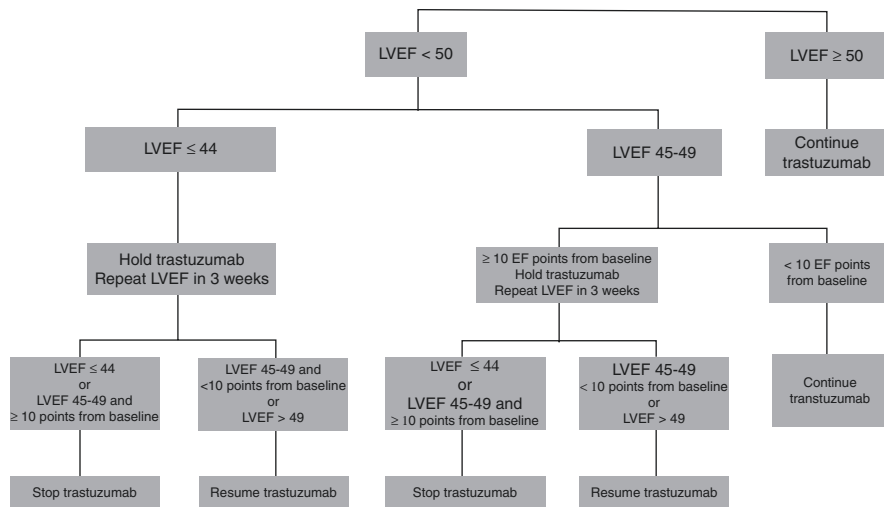 LVEF < 50
LVEF ≥ 50
LVEF ≤ 44
LVEF 45-49
Continue
trastuzumab
Hold trastuzumab
Repeat LVEF in 3 weeks
≥ 10 EF points from baseline
Hold trastuzumab
Repeat LVEF in 3 weeks
< 10 EF points
from baseline
LVEF ≤ 44
or
LVEF 45-49 and
≥ 10 points from baseline
LVEF 45-49 and
<10 points from baseline
or
LVEF > 49
LVEF ≤ 44
or
LVEF 45-49 and
≥ 10 points from baseline
LVEF 45-49
< 10 points from baseline
or
LVEF > 49
Continue
transtuzumab
Stop trastuzumab
Resume trastuzumab
Stop trastuzumab
Resume trastuzumab